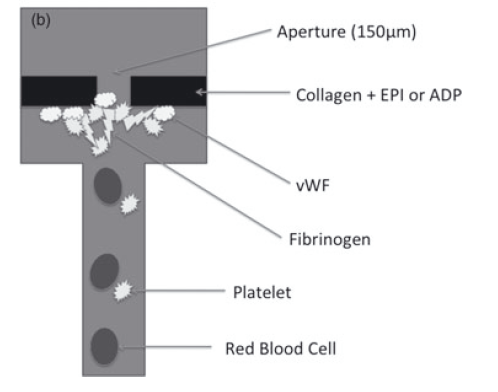 (b)
Aperture (150μm)
Collagen + EPI or ADP
vWF
Fibrinogen
Platelet
Red Blood Cell